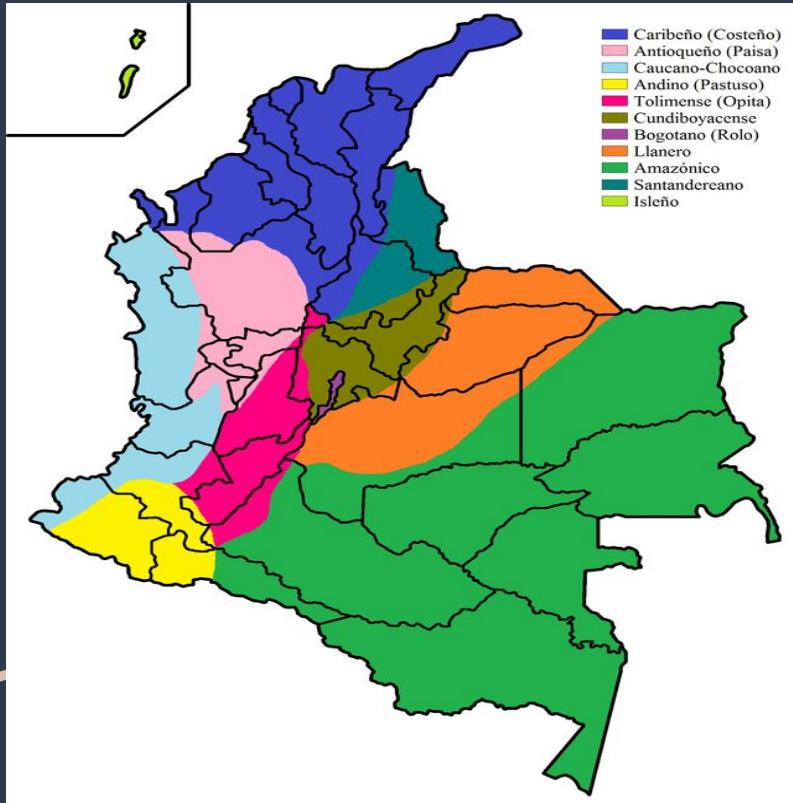 Caribeño (Costeño)
Antioqueño (Paisa)
Caucano-Chocoano
Andino (Pastuso)
Tolimense (Opita)
Cundiboyacense
Bogotano (Rolo)
Llanero
Amazónico
Santandereano
Isleño